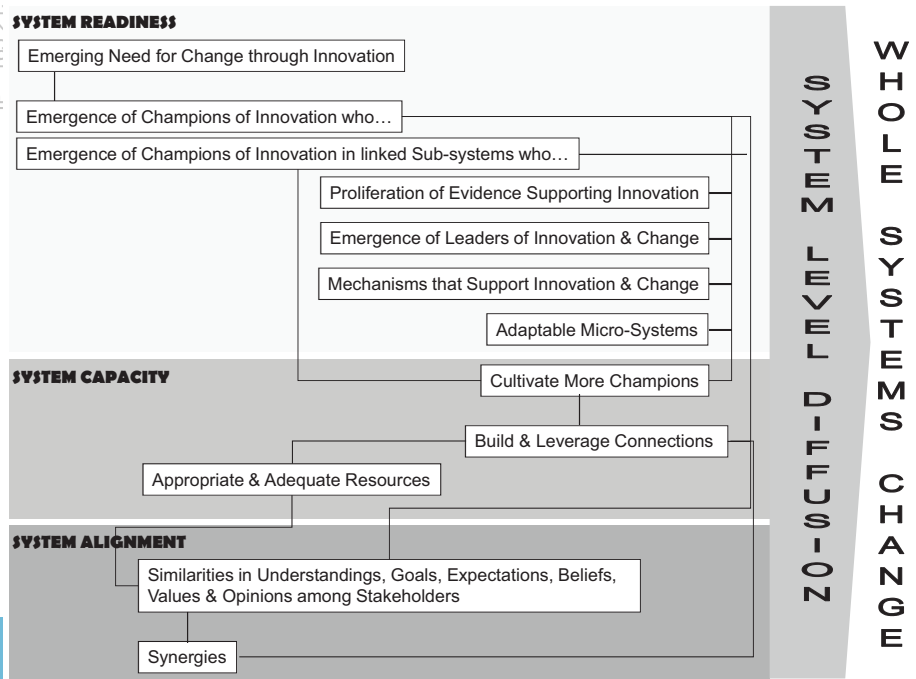 SYSTEM READINESS
Emerging Need for Change through Innovation
Emergence of Champions of Innovation who…
Emergence of Champions of Innovation in linked Sub-systems who…
Proliferation of Evidence Supporting Innovation
Emergence of Leaders of Innovation & Change
Mechanisms that Support Innovation & Change
Adaptable Micro-Systems
SYSTEM CAPACITY
Cultivate More Champions
Build & Leverage Connections
Appropriate & Adequate Resources
SYSTEM ALIGNMENT
Similarities in Understandings, Goals, Expectations, Beliefs,
Values & Opinions among Stakeholders
Synergies
SYSTEM LEVEL DIFFUSION
WHOLE SYSTEMS CHANGE